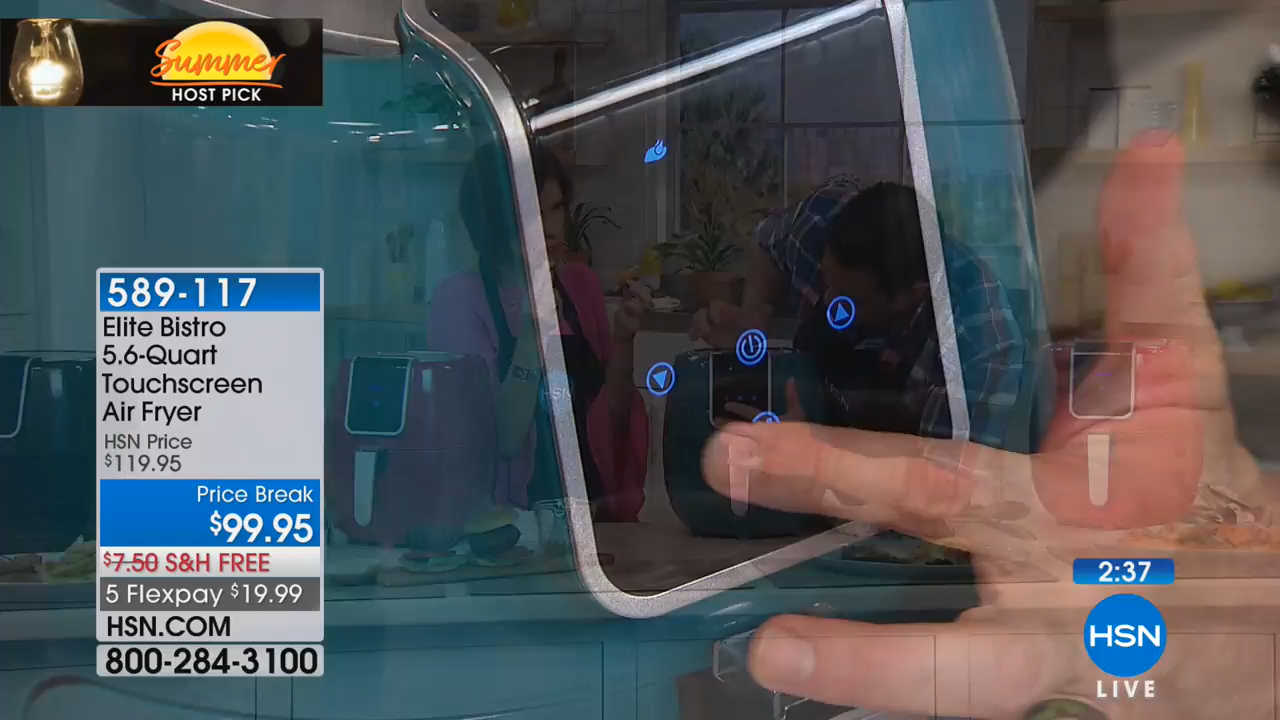 Summer
HOST PICK
589-117
Elite Bistro
5.6-Quart
Touchscreen
Air Fryer
HSN Price
$119.95
Price Break
$99.95
$7.50 S&H FREE
5 Flexpay $19.99
HSN.COM
800-284-3100
HSN
2:37
HSN
LIVE